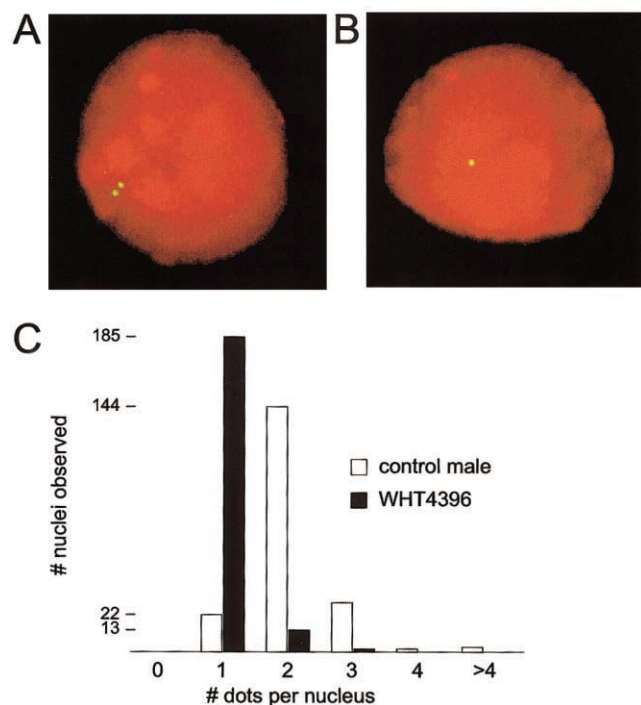 A
B
C
185
144
22
13
# nuclei observed
control male
WHT4396
0 1 2 3 4 >4
# dots per nucleus